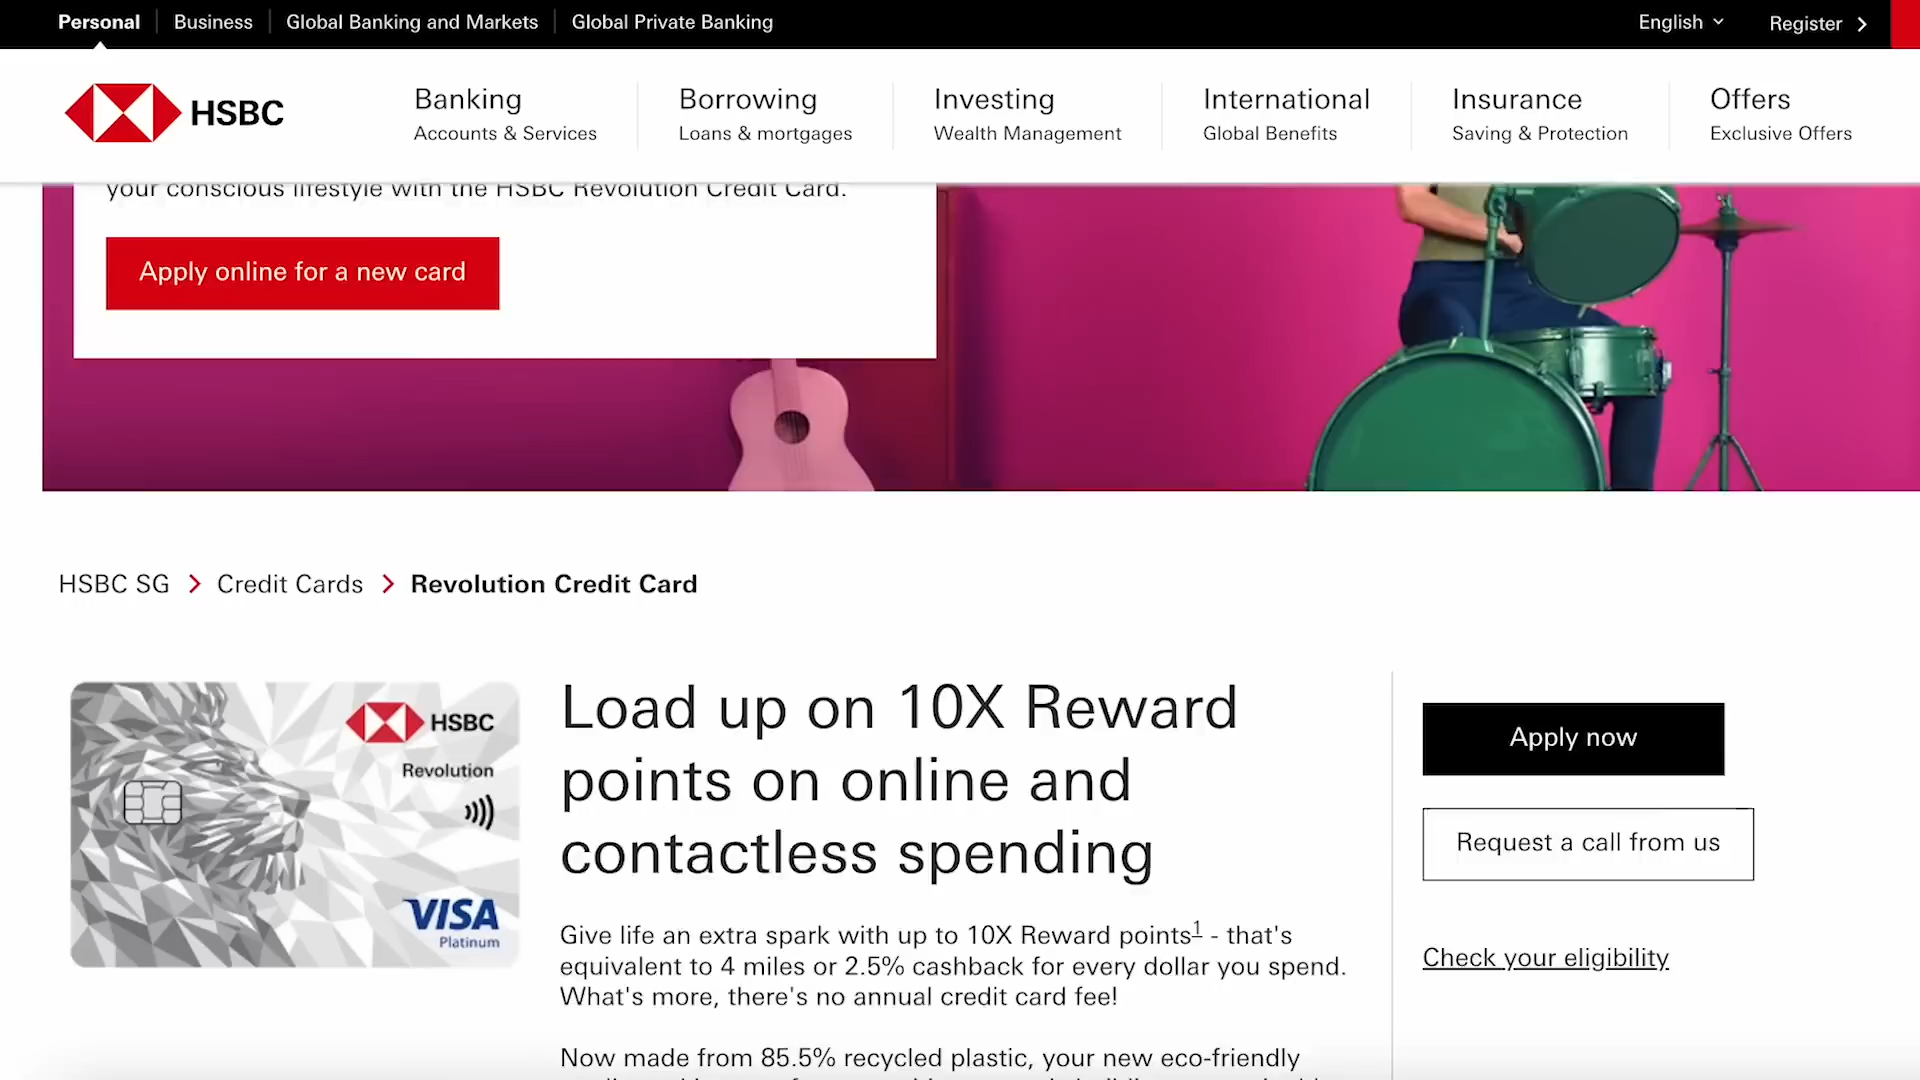 Personal
Business
Global Banking and Markets
Global Private Banking
English
Register
HSBC
Banking
Accounts & Services
Borrowing
Loans & mortgages
Investing
Wealth Management
International
Global Benefits
Insurance
Saving & Protection
Offers
Exclusive Offers
your conscious lifestyle with the HSBC Revolution Credit Card.
Apply online for a new card
HSBC SG > Credit Cards > Revolution Credit Card
HSBC
Revolution
VISA
Platinum
Load up on 10X Reward
points on online and
contactless spending
Give life an extra spark with up to 10X Reward points1 - that's
equivalent to 4 miles or 2.5% cashback for every dollar you spend.
What's more, there's no annual credit card fee!
Now made from 85.5% recycled plastic, your new eco-friendly
Apply now
Request a call from us
Check your eligibility